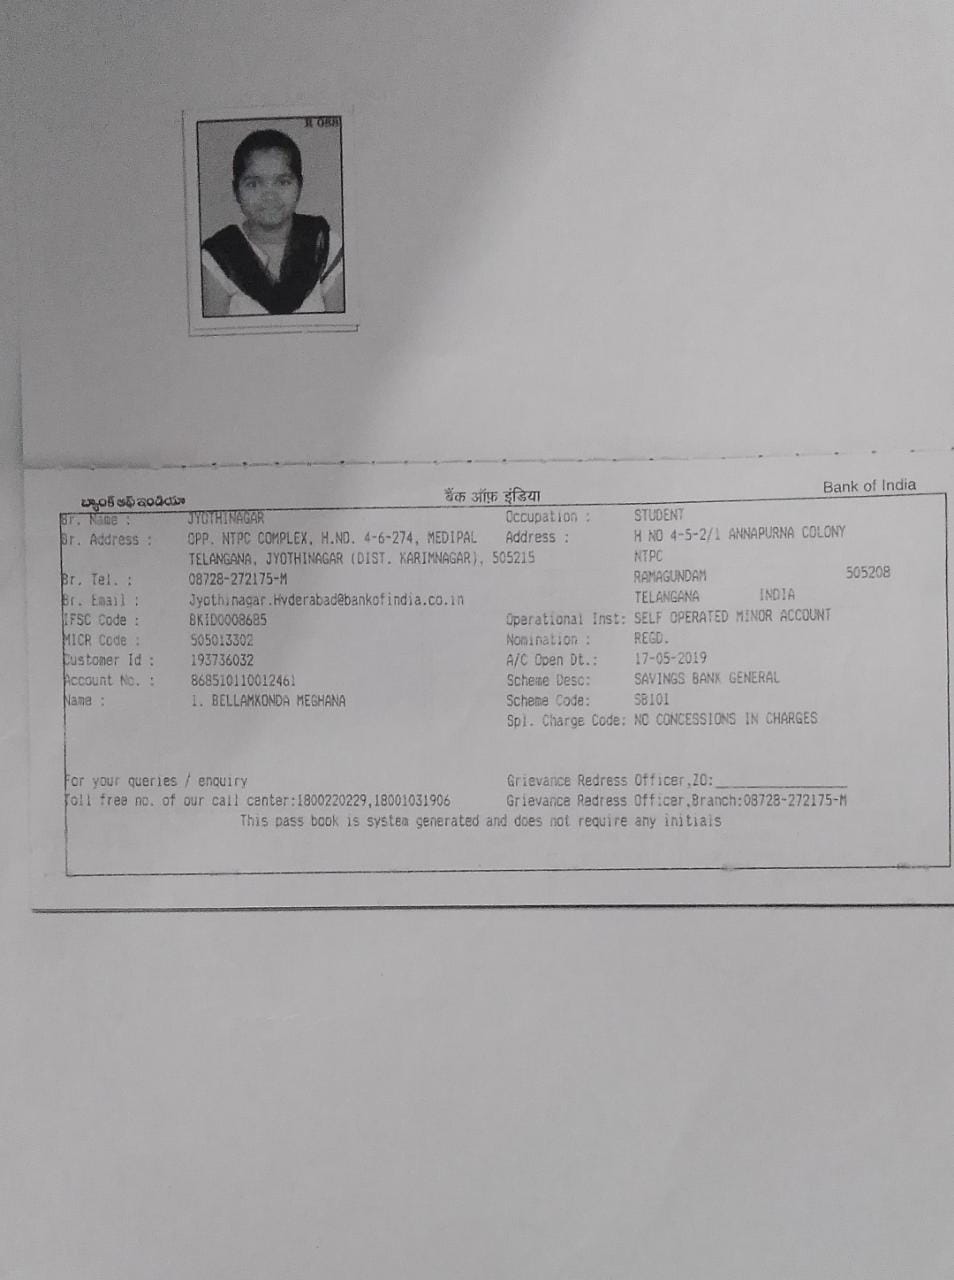 R 088
బ్యాంక్ ఆఫ్ ఇండియా बैंक ऑफ़ इंडिया Bank of India
Br. Name : JYOTHINAGAR Occupation : STUDENT
Br. Address : OPP. NTPC COMPLEX, H.NO. 4-6-274, MEDIPAL Address : H NO 4-5-2/1 ANNAPURNA COLONY
TELANGANA, JYOTHINAGAR (DIST. KARIMNAGAR), 505215 NTPC
Br. Tel. : 08728-272175-M RAMAGUNDAM 505208
Br. Email : Jyothinagar.Hyderabad@bankofindia.co.in TELANGANA INDIA
IFSC Code : BKID0008685 Operational Inst: SELF OPERATED MINOR ACCOUNT
MICR Code : 505013302 Nomination : REGD.
Customer Id : 193736032 A/C Open Dt.: 17-05-2019
Account No. : 868510110012461 Scheme Desc: SAVINGS BANK GENERAL
Name : 1. BELLAMKONDA MEGHANA Scheme Code: SB101
Spl. Charge Code: NO CONCESSIONS IN CHARGES
For your queries / enquiry Grievance Redress Officer,ZO:
Toll free no. of our call center:1800220229,18001031906 Grievance Redress Officer,Branch:08728-272175-M
This pass book is system generated and does not require any initials